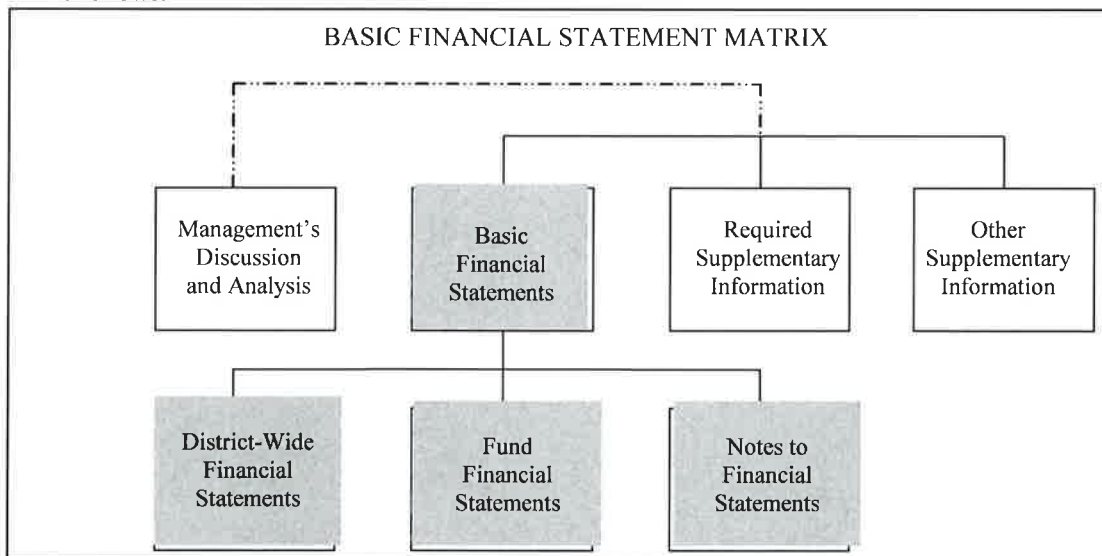 BASIC FINANCIAL STATEMENT MATRIX
Management's
Discussion
and Analysis
Basic
Financial
Statements
Required
Supplementary
Information
Other
Supplementary
Information
District-Wide
Financial
Statements
Fund
Financial
Statements
Notes to
Financial
Statements